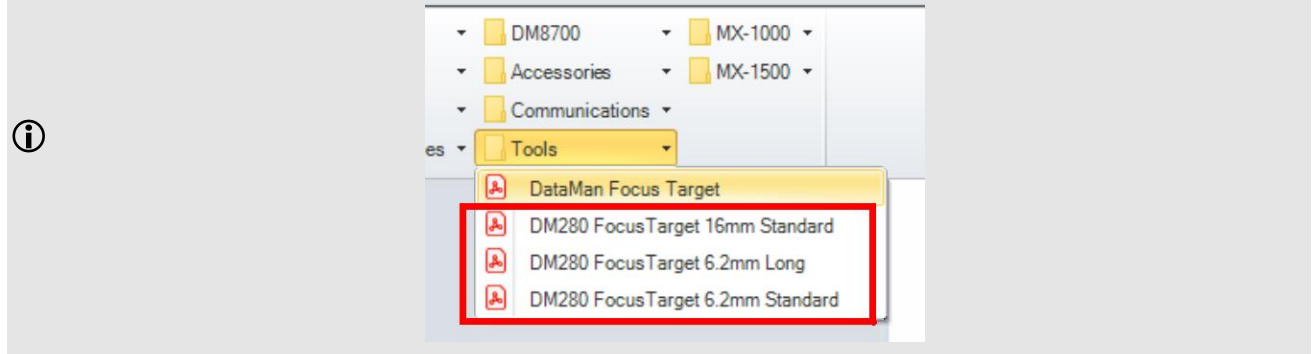 DM8700 MX-1000
Accessories MX-1500
Communications
es Tools
DataMan Focus Target
DM280 FocusTarget 16mm Standard
DM280 FocusTarget 6.2mm Long
DM280 FocusTarget 6.2mm Standard